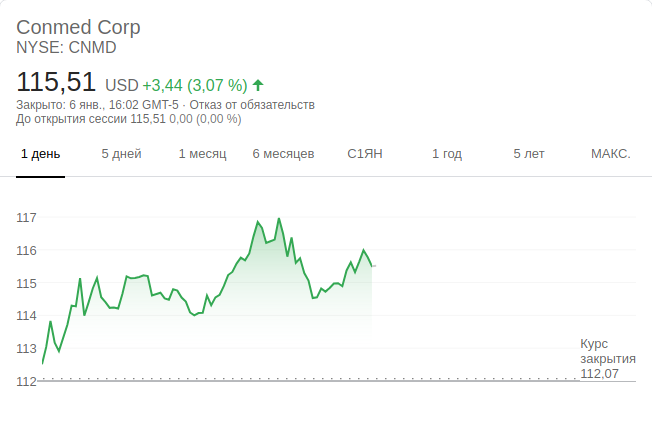 Conmed Corp
NYSE: CNMD
115,51 USD +3,44 (3,07 %)
Закрыто: 6 янв., 16:02 GMT-5 · Отказ от обязательств
До открытия сессии 115,51 0,00 (0,00 %)
1 день 5 дней 1 месяц 6 месяцев С1ЯН 1 год 5 лет МАКС.
117
116
115
114
113
112
Курс
закрытия
112,07